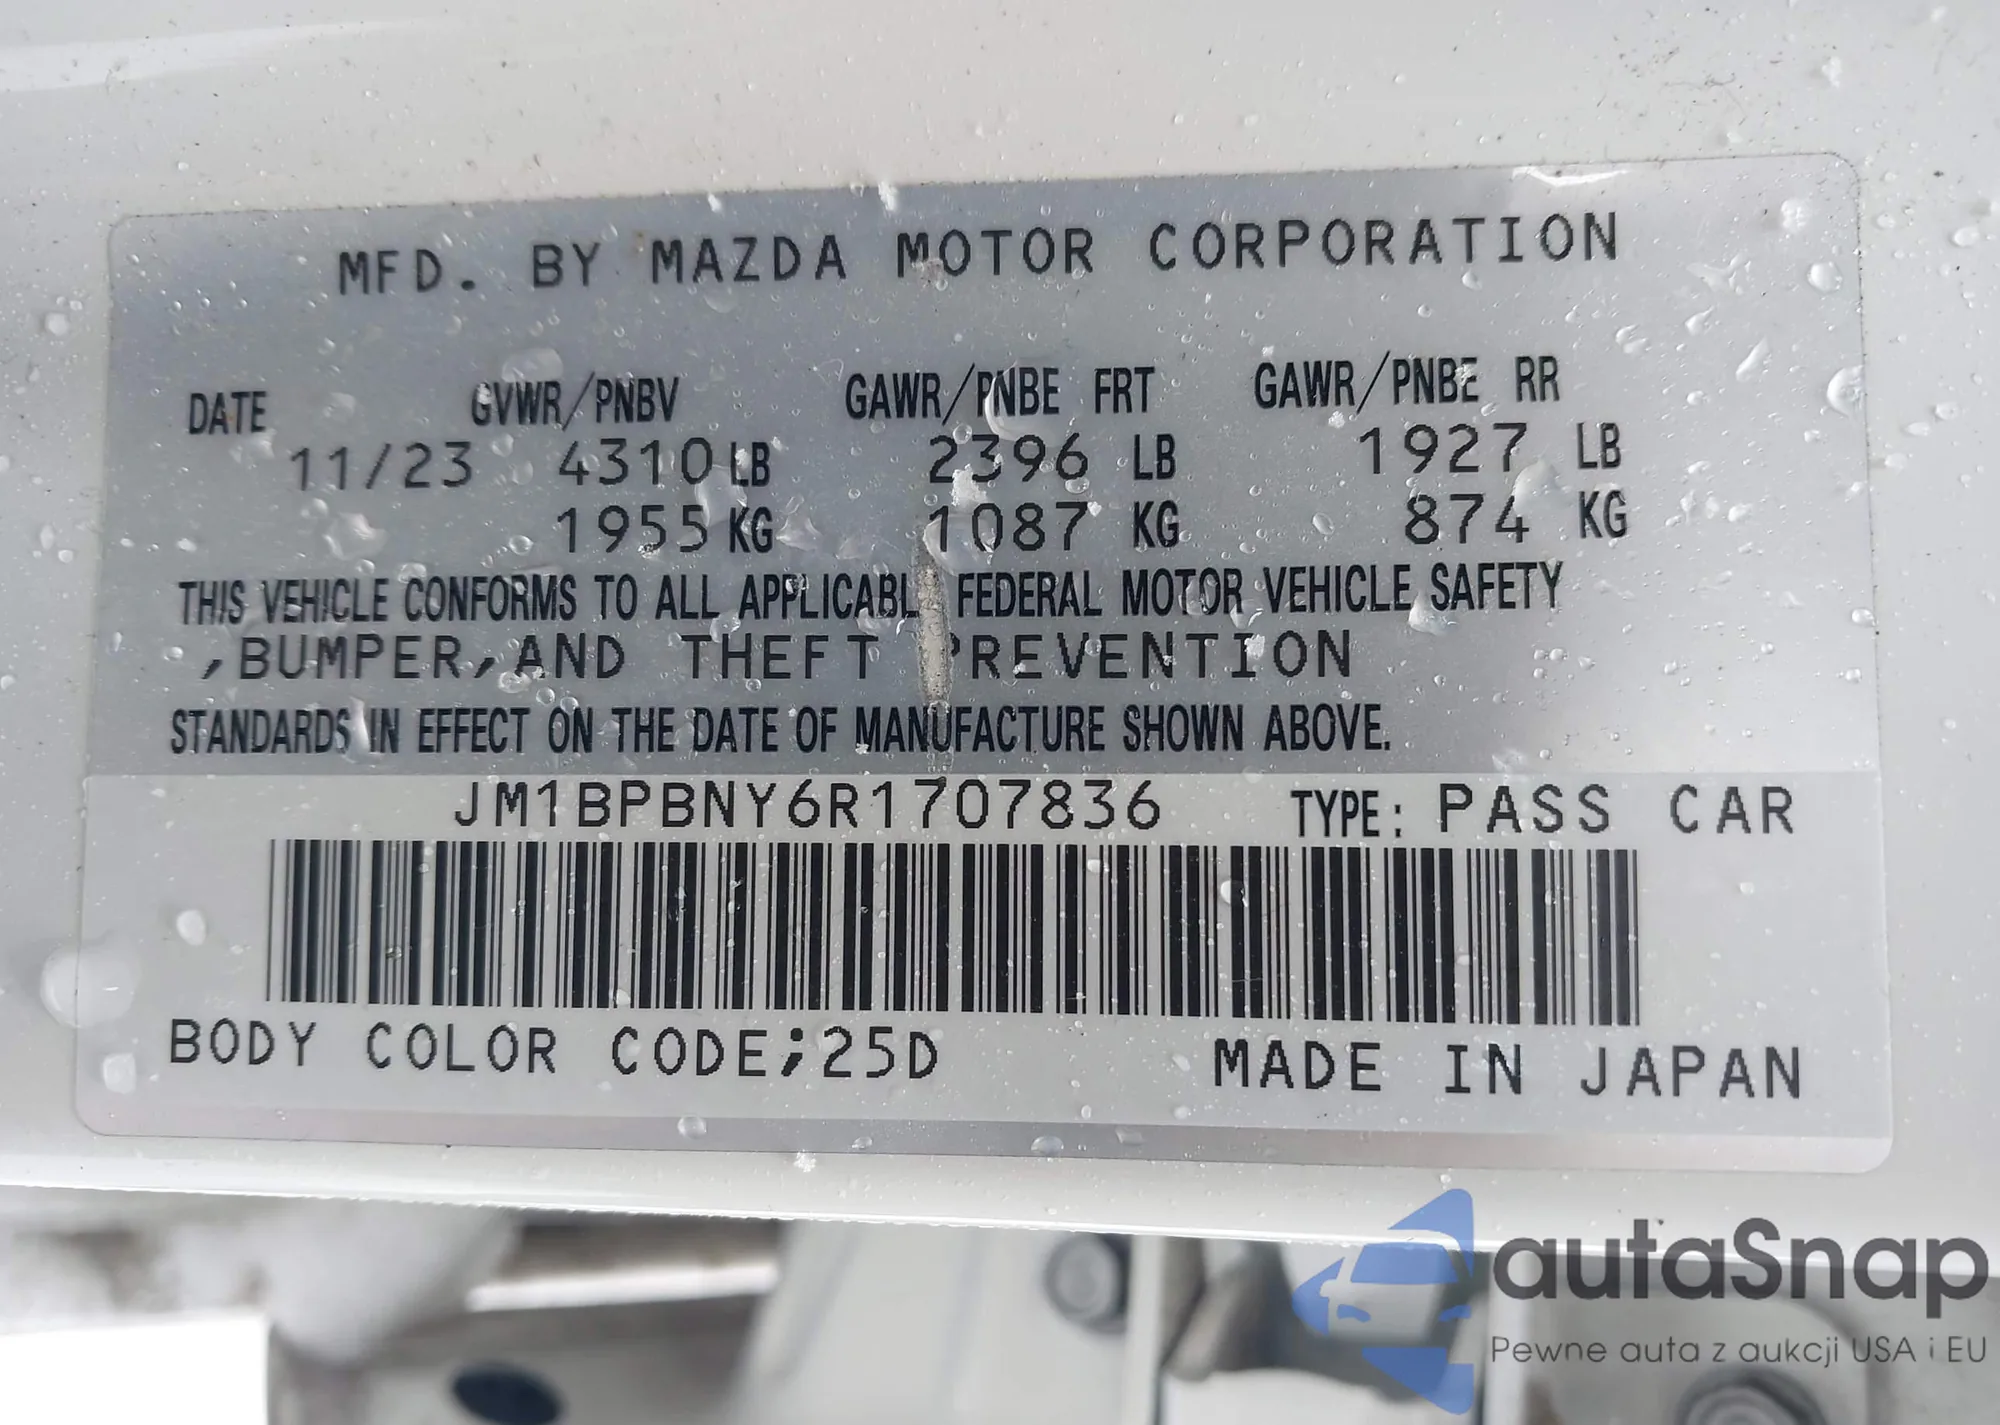 MFD. BY MAZDA MOTOR CORPORATION
DATE GVWR/PNBV GAWR/PNBE FRT GAWR/PNBE RR
11/23 4310 LB 2396 LB 1927 LB
1955 KG 1087 KG 874 KG
THIS VEHICLE CONFORMS TO ALL APPLICABL FEDERAL MOTOR VEHICLE SAFETY
,BUMPER,AND THEFT PREVENTION
STANDARDS IN EFFECT ON THE DATE OF MANUFACTURE SHOWN ABOVE.
JM1BPBNY6R1707836 TYPE: PASS CAR
BODY COLOR CODE;25D MADE IN JAPAN
autaSnap
Pewne auta z aukcji USA i EU